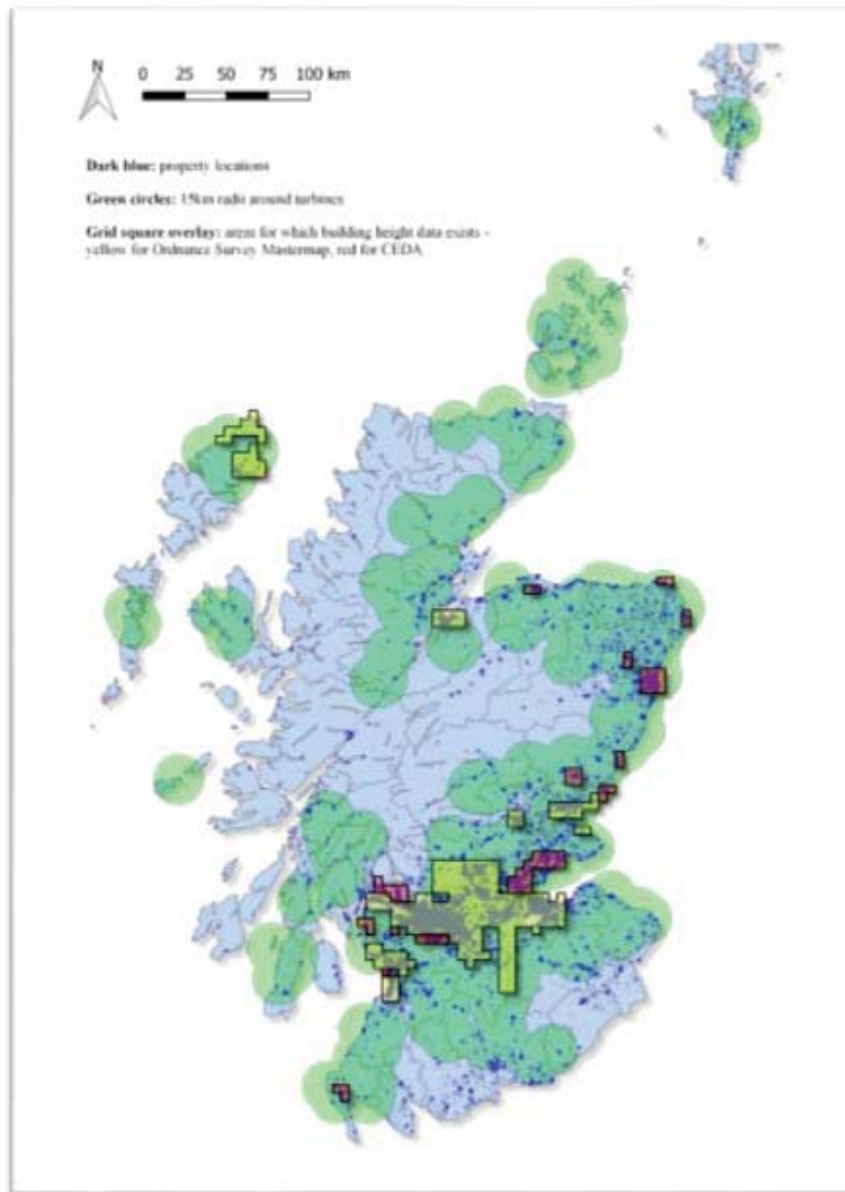 N
0 25 50 75 100 km
Dark blue: property locations
Green circles: 15km radii around turbines
Grid square overlay: areas for which building height data exists -
yellow for Ordnance Survey Mastermap, red for CEDA